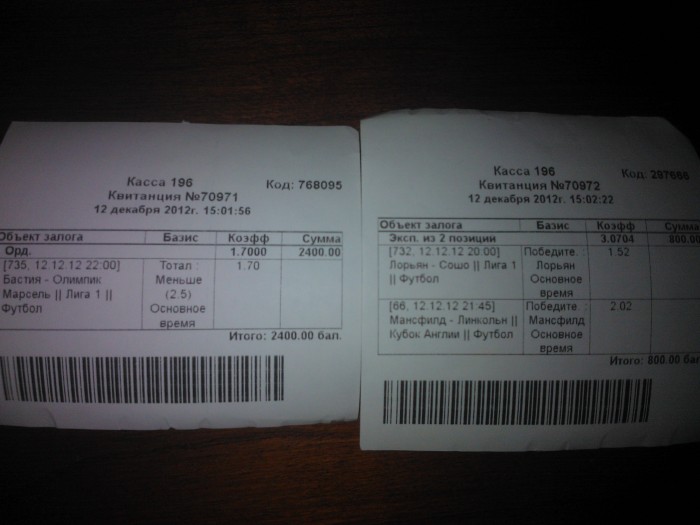 Касса 196
Код: 768095
Квитанция №70971
12 декабря 2012г. 15:01:56
Объект залога Базис Коэфф Сумма
Орд. 1.7000 2400.00
[735, 12.12.12 22:00] Тотал : 1.70
Бастия - Олимпик Меньше
Марсель || Лига 1 || (2.5)
Футбол Основное
время
Итого: 2400.00 бал.
Касса 196
Код: 287666
Квитанция №70972
12 декабря 2012г. 15:02:22
Объект залога Базис Коэфф Сумма
Эксп. из 2 позиции 3.0704 800.00
[732, 12.12.12 20:00] Победите. : 1.52
Лорьян - Сошо || Лига 1 Лорьян
|| Футбол Основное
время
[66, 12.12.12 21:45] Победите. : 2.02
Мансфилд - Линкольн || Мансфилд
Кубок Англии || Футбол Основное
время
Итого: 800.00 бал.